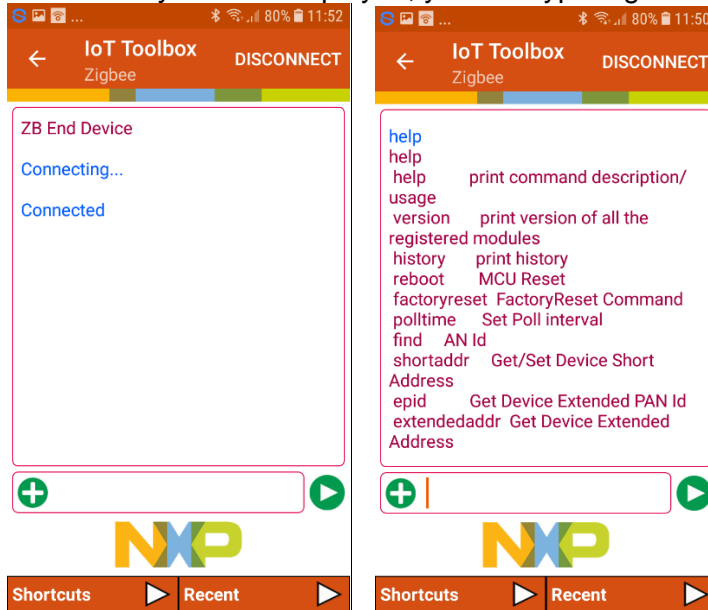 ... 80% 11:52
IoT Toolbox
Zigbee
DISCONNECT
ZB End Device
Connecting...
Connected
NXP
Shortcuts
Recent
... 80% 11:50
IoT Toolbox
Zigbee
DISCONNECT
help
help
help print command description/
usage
version print version of all the
registered modules
history print history
reboot MCU Reset
factoryreset FactoryReset Command
polltime Set Poll interval
find AN Id
shortaddr Get/Set Device Short
Address
epid Get Device Extended PAN Id
extendedaddr Get Device Extended
Address
NXP
Shortcuts
Recent